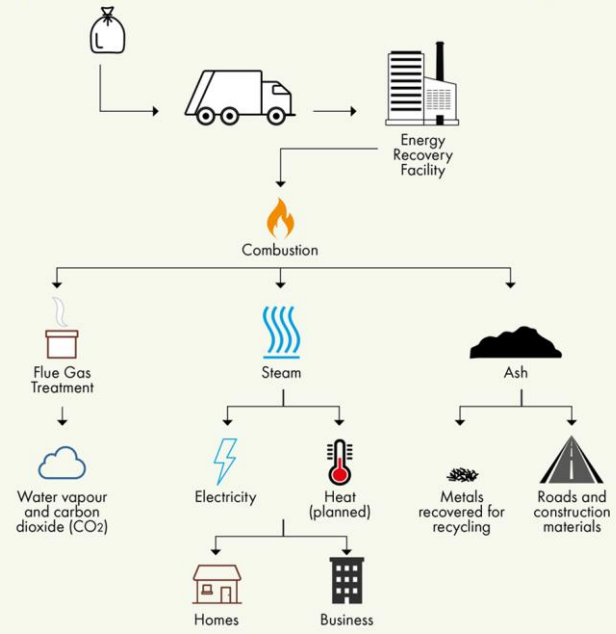 Energy
Recovery
Facility
Combustion
Flue Gas
Treatment
Steam
Ash
Water vapour
and carbon
dioxide (CO2)
Electricity
Heat
(planned)
Metals
recovered for
recycling
Roads and
construction
materials
Homes
Business